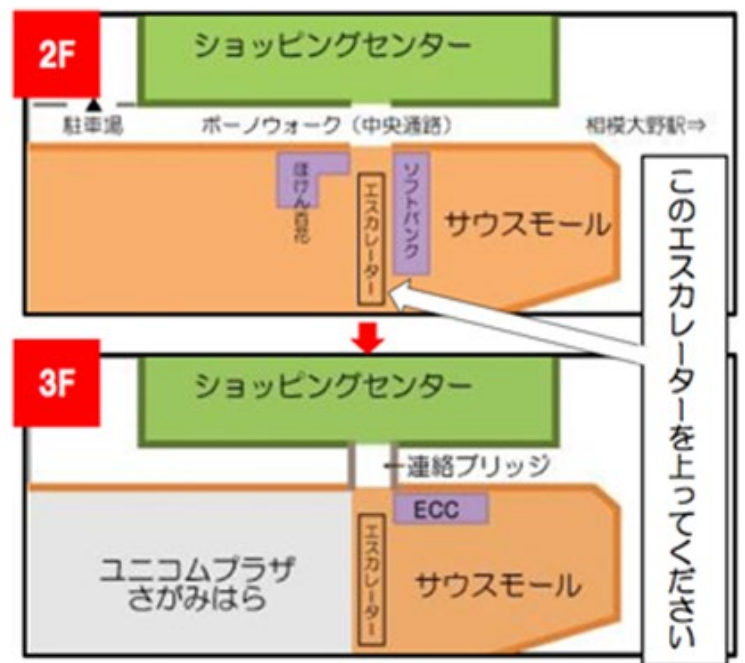 2F
ショッピングセンター
駐車場
ボーノウォーク（中央通路）
相模大野駅⇒
ほけん百花
エスカレーター
ソフトバンク
サウスモール
このエスカレーターを上ってください
3F
ショッピングセンター
←連絡ブリッジ
ECC
ユニコムプラザ
さがみはら
エスカレーター
サウスモール